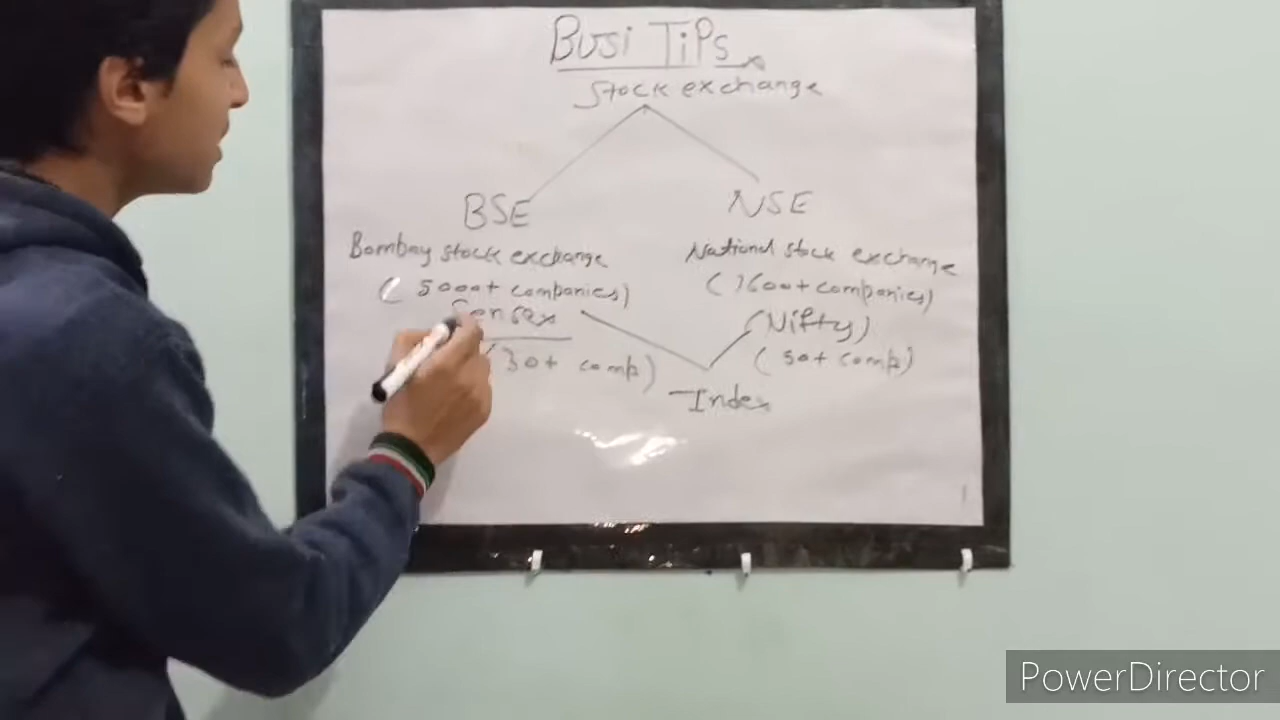 Busi Tips
Stock exchange
BSE
NSE
Bombay stock exchange
National stock exchange
( 5000+ companies)
( 1600+ companies)
Sensex
(Nifty)
( 30+ comp)
( 50+ comp)
Index
PowerDirector